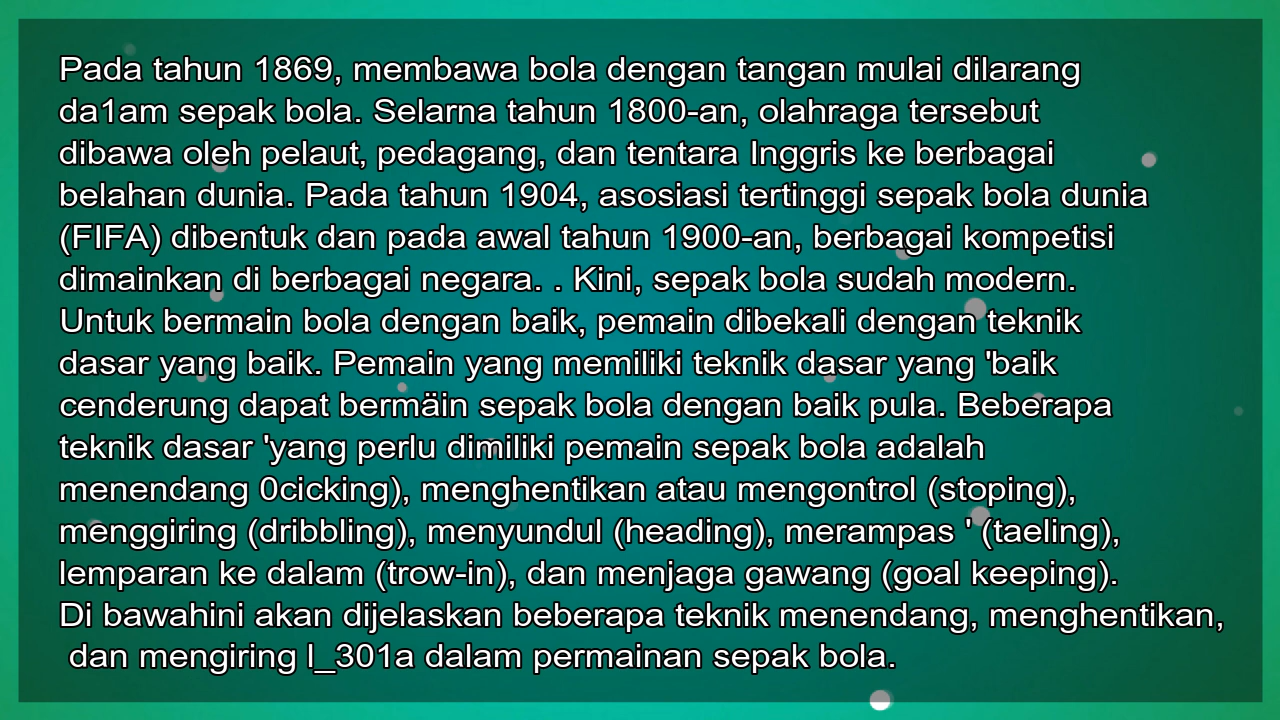 Pada tahun 1869, membawa bola dengan tangan mulai dilarang
da1am sepak bola. Selarna tahun 1800-an, olahraga tersebut
dibawa oleh pelaut, pedagang, dan tentara Inggris ke berbagai
belahan dunia. Pada tahun 1904, asosiasi tertinggi sepak bola dunia
(FIFA) dibentuk dan pada awal tahun 1900-an, berbagai kompetisi
dimainkan di berbagai negara. . Kini, sepak bola sudah modern.
Untuk bermain bola dengan baik, pemain dibekali dengan teknik
dasar yang baik. Pemain yang memiliki teknik dasar yang 'baik
cenderung dapat bermäin sepak bola dengan baik pula. Beberapa
teknik dasar 'yang perlu dimiliki pemain sepak bola adalah
menendang 0cicking), menghentikan atau mengontrol (stoping),
menggiring (dribbling), menyundul (heading), merampas ' (taeling),
lemparan ke dalam (trow-in), dan menjaga gawang (goal keeping).
Di bawahini akan dijelaskan beberapa teknik menendang, menghentikan,
dan mengiring l_301a dalam permainan sepak bola.